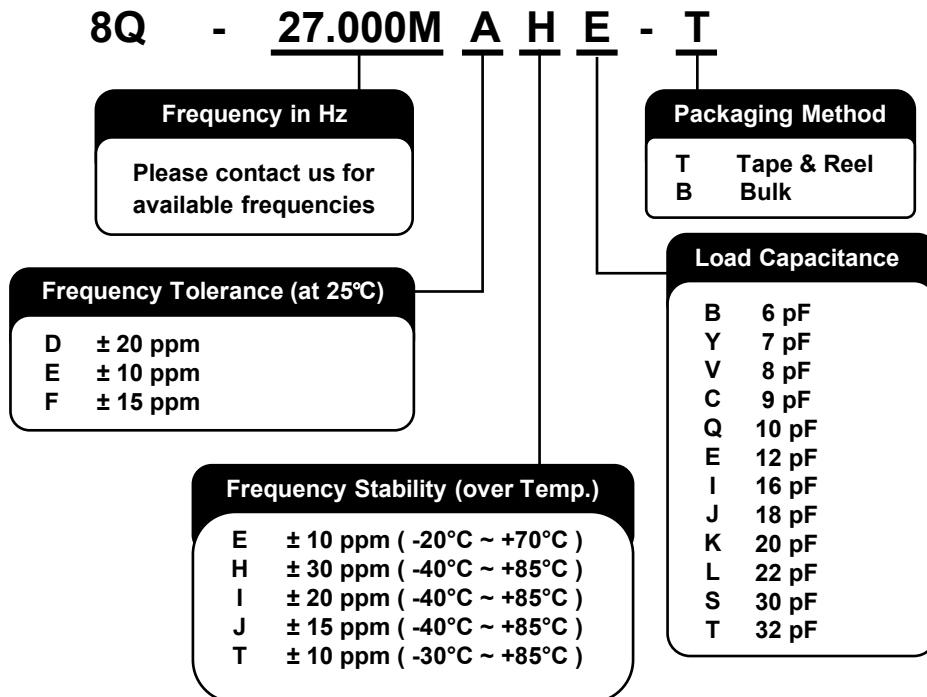 8Q - 27.000M A H E - T
Frequency in Hz
Please contact us for
available frequencies
Packaging Method
T Tape & Reel
B Bulk
Frequency Tolerance (at 25°C)
D ± 20 ppm
E ± 10 ppm
F ± 15 ppm
Load Capacitance
B 6 pF
Y 7 pF
V 8 pF
C 9 pF
Q 10 pF
E 12 pF
I 16 pF
J 18 pF
K 20 pF
L 22 pF
S 30 pF
T 32 pF
Frequency Stability (over Temp.)
E ± 10 ppm ( -20°C ~ +70°C )
H ± 30 ppm ( -40°C ~ +85°C )
I ± 20 ppm ( -40°C ~ +85°C )
J ± 15 ppm ( -40°C ~ +85°C )
T ± 10 ppm ( -30°C ~ +85°C )